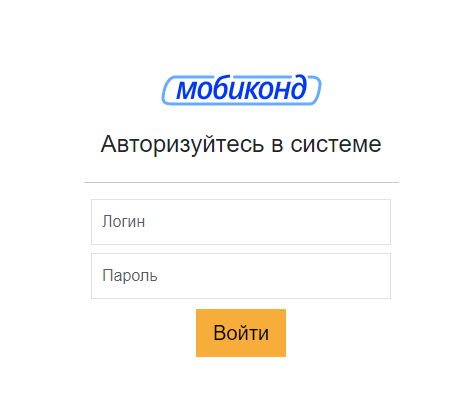 мобиконд
Авторизуйтесь в системе
Логин
Пароль
Войти